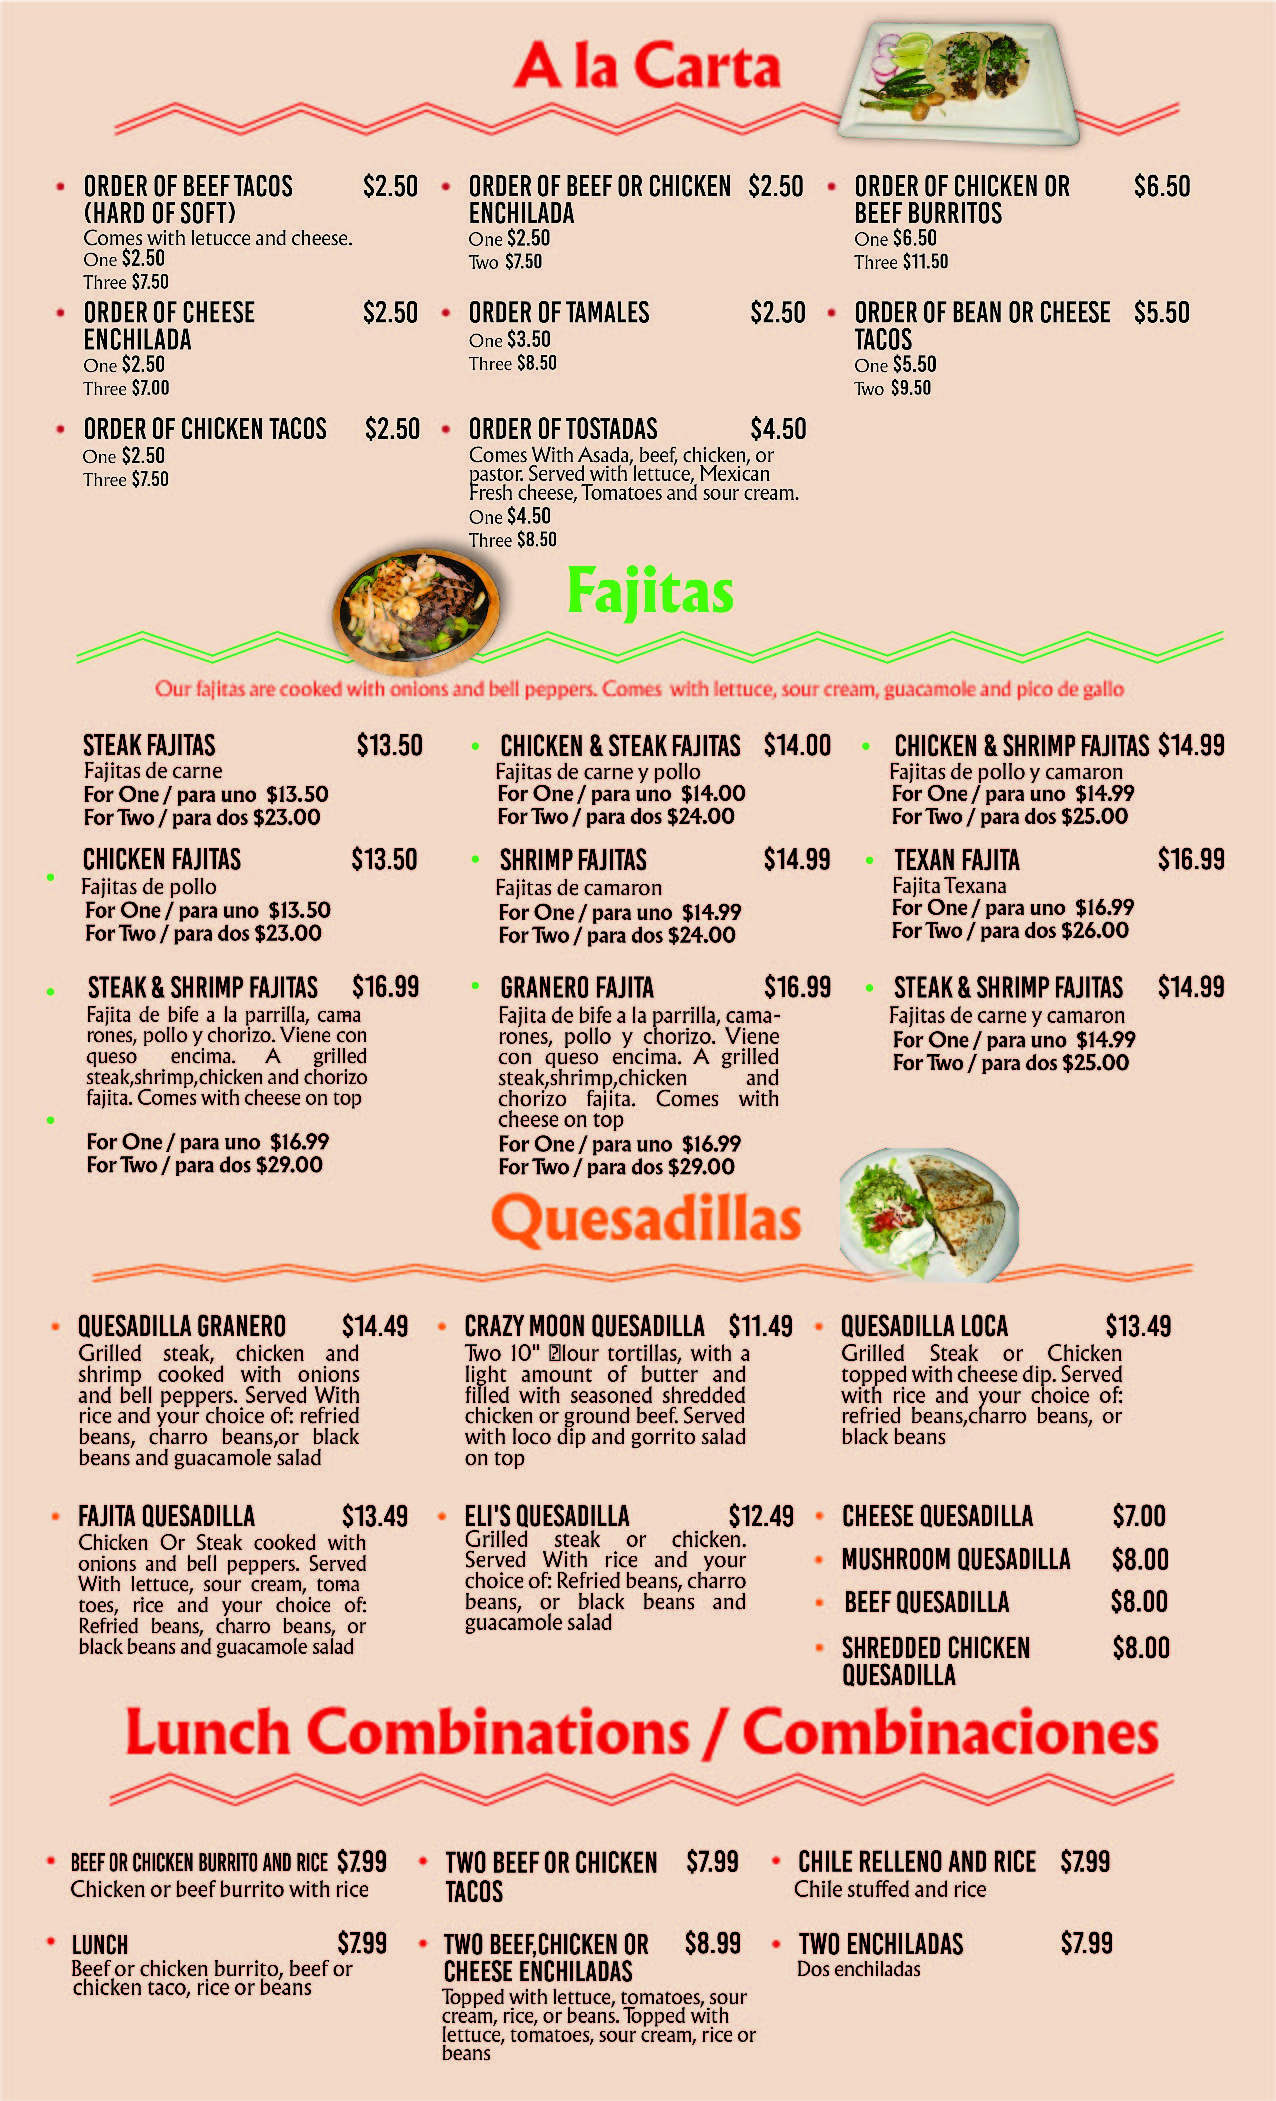 A la Carta
ORDER OF BEEF TACOS $2.50
(HARD OF SOFT)
Comes with letucce and cheese.
One $2.50
Three $7.50
ORDER OF CHEESE $2.50
ENCHILADA
One $2.50
Three $7.00
ORDER OF CHICKEN TACOS $2.50
One $2.50
Three $7.50
ORDER OF BEEF OR CHICKEN $2.50
ENCHILADA
One $2.50
Two $7.50
ORDER OF TAMALES $2.50
One $3.50
Three $8.50
ORDER OF TOSTADAS $4.50
Comes With Asada, beef, chicken, or
pastor. Served with lettuce, Mexican
Fresh cheese, Tomatoes and sour cream.
One $4.50
Three $8.50
ORDER OF CHICKEN OR $6.50
BEEF BURRITOS
One $6.50
Three $11.50
ORDER OF BEAN OR CHEESE $5.50
TACOS
One $5.50
Two $9.50
Fajitas
Our fajitas are cooked with onions and bell peppers. Comes with lettuce, sour cream, guacamole and pico de gallo
STEAK FAJITAS $13.50
Fajitas de carne
For One / para uno $13.50
For Two / para dos $23.00
CHICKEN FAJITAS $13.50
Fajitas de pollo
For One / para uno $13.50
For Two / para dos $23.00
STEAK & SHRIMP FAJITAS $16.99
Fajita de bife a la parrilla, cama
rones, pollo y chorizo. Viene con
queso encima. A grilled
steak,shrimp,chicken and chorizo
fajita. Comes with cheese on top
For One / para uno $16.99
For Two / para dos $29.00
CHICKEN & STEAK FAJITAS $14.00
Fajitas de carne y pollo
For One / para uno $14.00
For Two / para dos $24.00
SHRIMP FAJITAS $14.99
Fajitas de camaron
For One / para uno $14.99
For Two / para dos $24.00
GRANERO FAJITA $16.99
Fajita de bife a la parrilla, cama-
rones, pollo y chorizo. Viene
con queso encima. A grilled
steak,shrimp,chicken and
chorizo fajita. Comes with
cheese on top
For One / para uno $16.99
For Two / para dos $29.00
CHICKEN & SHRIMP FAJITAS $14.99
Fajitas de pollo y camaron
For One / para uno $14.99
For Two / para dos $25.00
TEXAN FAJITA $16.99
Fajita Texana
For One / para uno $16.99
For Two / para dos $26.00
STEAK & SHRIMP FAJITAS $14.99
Fajitas de carne y camaron
For One / para uno $14.99
For Two / para dos $25.00
Quesadillas
QUESADILLA GRANERO $14.49
Grilled steak, chicken and
shrimp cooked with onions
and bell peppers. Served With
rice and your choice of: refried
beans, charro beans,or black
beans and guacamole salad
FAJITA QUESADILLA $13.49
Chicken Or Steak cooked with
onions and bell peppers. Served
With lettuce, sour cream, toma
toes, rice and your choice of:
Refried beans, charro beans, or
black beans and guacamole salad
CRAZY MOON QUESADILLA $11.49
Two 10" lour tortillas, with a
light amount of butter and
filled with seasoned shredded
chicken or ground beef. Served
with loco dip and gorrito salad
on top
ELI'S QUESADILLA $12.49
Grilled steak or chicken.
Served With rice and your
choice of: Refried beans, charro
beans, or black beans and
guacamole salad
QUESADILLA LOCA $13.49
Grilled Steak or Chicken
topped with cheese dip. Served
with rice and your choice of:
refried beans,charro beans, or
black beans
CHEESE QUESADILLA $7.00
MUSHROOM QUESADILLA $8.00
BEEF QUESADILLA $8.00
SHREDDED CHICKEN $8.00
QUESADILLA
Lunch Combinations / Combinaciones
BEEF OR CHICKEN BURRITO AND RICE $7.99
Chicken or beef burrito with rice
LUNCH $7.99
Beef or chicken burrito, beef or
chicken taco, rice or beans
TWO BEEF OR CHICKEN $7.99
TACOS
TWO BEEF,CHICKEN OR $8.99
CHEESE ENCHILADAS
Topped with lettuce, tomatoes, sour
cream, rice, or beans. Topped with
lettuce, tomatoes, sour cream, rice or
beans
CHILE RELLENO AND RICE $7.99
Chile stuffed and rice
TWO ENCHILADAS $7.99
Dos enchiladas